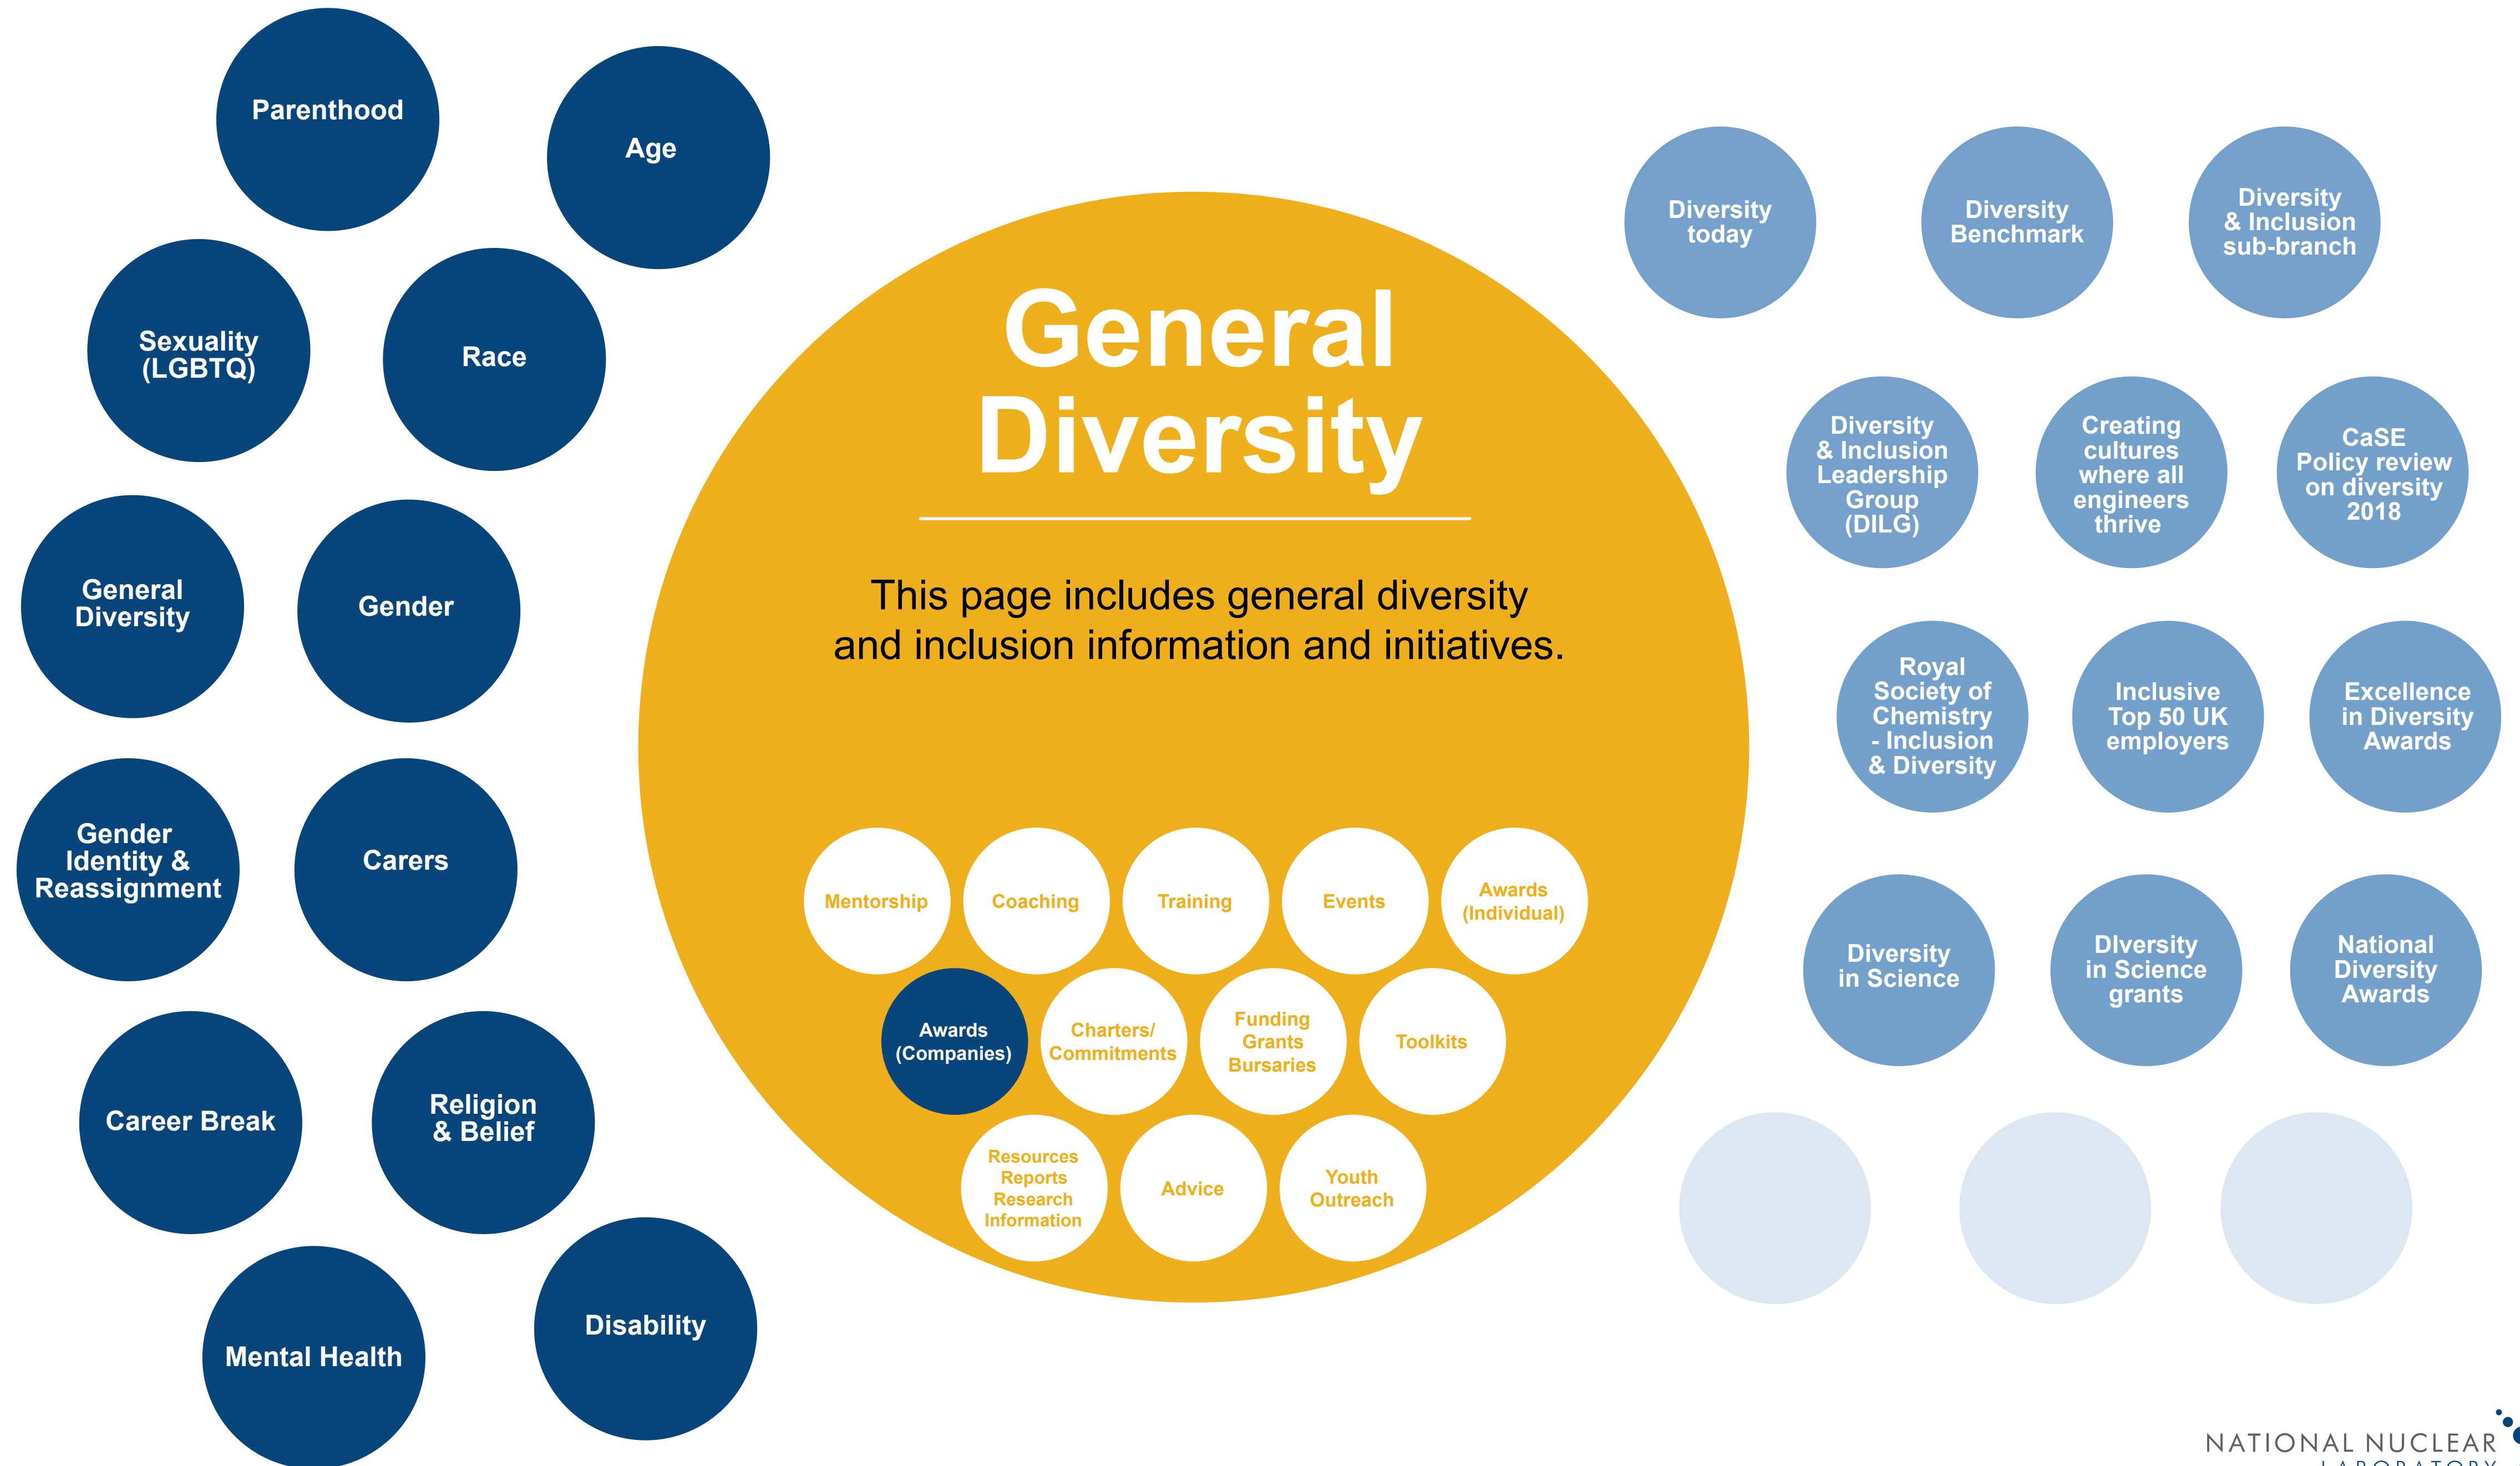 Parenthood
Age
Sexuality
(LGBTQ)
Race
General
Diversity
Gender
Gender
Identity &
Reassignment
Carers
Career Break
Religion
& Belief
Mental Health
Disability
General
Diversity
This page includes general diversity
and inclusion information and initiatives.
Mentorship
Coaching
Training
Events
Awards
(Individual)
Awards
(Companies)
Charters/
Commitments
Funding
Grants
Bursaries
Toolkits
Resources
Reports
Research
Information
Advice
Youth
Outreach
Diversity
today
Diversity
Benchmark
Diversity
& Inclusion
sub-branch
Diversity
& Inclusion
Leadership
Group
(DILG)
Creating
cultures
where all
engineers
thrive
CaSE
Policy review
on diversity
2018
Royal
Society of
Chemistry
- Inclusion
& Diversity
Inclusive
Top 50 UK
employers
Excellence
in Diversity
Awards
Diversity
in Science
DIversity
in Science
grants
National
Diversity
Awards
NATIONAL NUCLEAR
LABORATORY